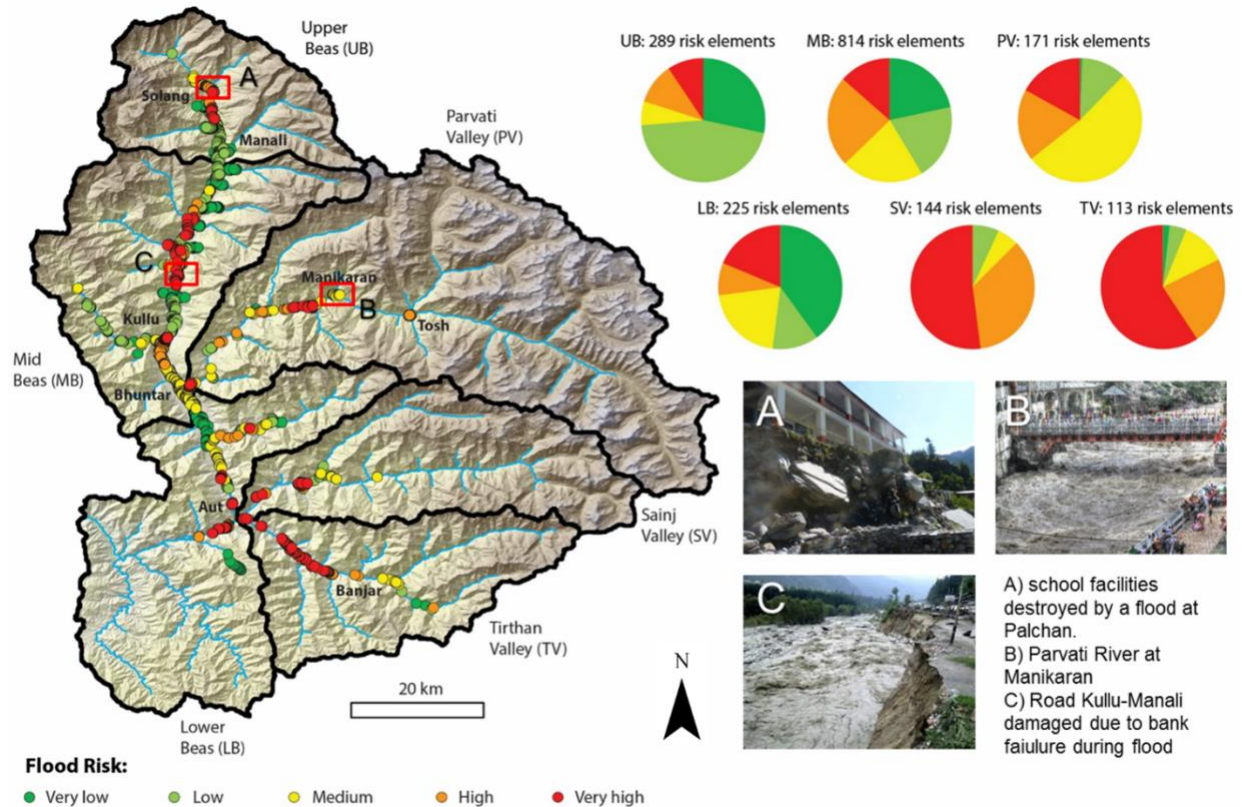 Upper
Beas (UB)
A
Solang
Manali
Parvati
Valley (PV)
C
Manikaran
B
Tosh
Kullu
Mid
Beas (MB)
Bhuntar
Aut
Sainj
Valley (SV)
Banjar
Tirthan
Valley (TV)
20 km
N
Lower
Beas (LB)
Flood Risk:
Very low
Low
Medium
High
Very high
UB: 289 risk elements
MB: 814 risk elements
PV: 171 risk elements
LB: 225 risk elements
SV: 144 risk elements
TV: 113 risk elements
A
B
C
A) school facilities
destroyed by a flood at
Palchan.
B) Parvati River at
Manikaran
C) Road Kullu-Manali
damaged due to bank
faiulure during flood